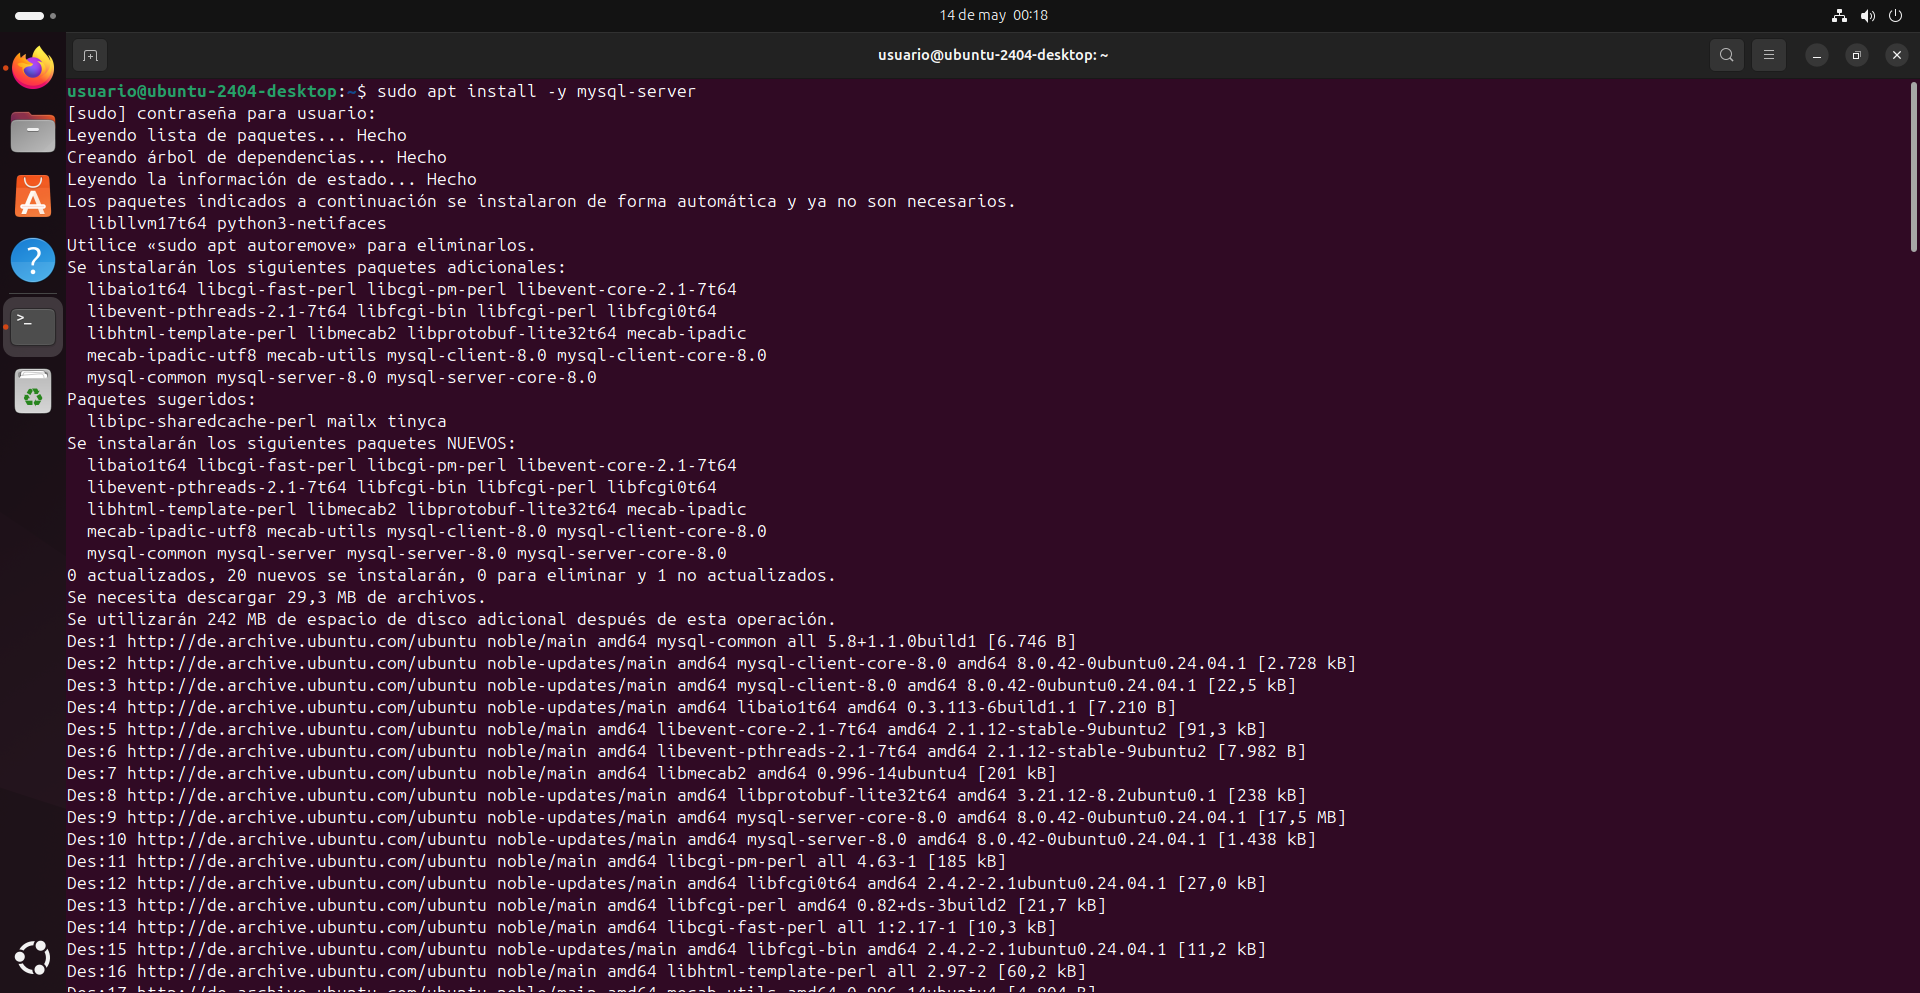 14 de may 00:18
usuario@ubuntu-2404-desktop: ~
usuario@ubuntu-2404-desktop:~$ sudo apt install -y mysql-server
[sudo] contraseña para usuario:
Leyendo lista de paquetes... Hecho
Creando árbol de dependencias... Hecho
Leyendo la información de estado... Hecho
Los paquetes indicados a continuación se instalaron de forma automática y ya no son necesarios.
  libllvm17t64 python3-netifaces
Utilice «sudo apt autoremove» para eliminarlos.
Se instalarán los siguientes paquetes adicionales:
  libaio1t64 libcgi-fast-perl libcgi-pm-perl libevent-core-2.1-7t64
  libevent-pthreads-2.1-7t64 libfcgi-bin libfcgi-perl libfcgi0t64
  libhtml-template-perl libmecab2 libprotobuf-lite32t64 mecab-ipadic
  mecab-ipadic-utf8 mecab-utils mysql-client-8.0 mysql-client-core-8.0
  mysql-common mysql-server-8.0 mysql-server-core-8.0
Paquetes sugeridos:
  libipc-sharedcache-perl mailx tinyca
Se instalarán los siguientes paquetes NUEVOS:
  libaio1t64 libcgi-fast-perl libcgi-pm-perl libevent-core-2.1-7t64
  libevent-pthreads-2.1-7t64 libfcgi-bin libfcgi-perl libfcgi0t64
  libhtml-template-perl libmecab2 libprotobuf-lite32t64 mecab-ipadic
  mecab-ipadic-utf8 mecab-utils mysql-client-8.0 mysql-client-core-8.0
  mysql-common mysql-server mysql-server-8.0 mysql-server-core-8.0
0 actualizados, 20 nuevos se instalarán, 0 para eliminar y 1 no actualizados.
Se necesita descargar 29,3 MB de archivos.
Se utilizarán 242 MB de espacio de disco adicional después de esta operación.
Des:1 http://de.archive.ubuntu.com/ubuntu noble/main amd64 mysql-common all 5.8+1.1.0build1 [6.746 B]
Des:2 http://de.archive.ubuntu.com/ubuntu noble-updates/main amd64 mysql-client-core-8.0 amd64 8.0.42-0ubuntu0.24.04.1 [2.728 kB]
Des:3 http://de.archive.ubuntu.com/ubuntu noble-updates/main amd64 mysql-client-8.0 amd64 8.0.42-0ubuntu0.24.04.1 [22,5 kB]
Des:4 http://de.archive.ubuntu.com/ubuntu noble-updates/main amd64 libaio1t64 amd64 0.3.113-6build1.1 [7.210 B]
Des:5 http://de.archive.ubuntu.com/ubuntu noble/main amd64 libevent-core-2.1-7t64 amd64 2.1.12-stable-9ubuntu2 [91,3 kB]
Des:6 http://de.archive.ubuntu.com/ubuntu noble/main amd64 libevent-pthreads-2.1-7t64 amd64 2.1.12-stable-9ubuntu2 [7.982 B]
Des:7 http://de.archive.ubuntu.com/ubuntu noble/main amd64 libmecab2 amd64 0.996-14ubuntu4 [201 kB]
Des:8 http://de.archive.ubuntu.com/ubuntu noble-updates/main amd64 libprotobuf-lite32t64 amd64 3.21.12-8.2ubuntu0.1 [238 kB]
Des:9 http://de.archive.ubuntu.com/ubuntu noble-updates/main amd64 mysql-server-core-8.0 amd64 8.0.42-0ubuntu0.24.04.1 [17,5 MB]
Des:10 http://de.archive.ubuntu.com/ubuntu noble-updates/main amd64 mysql-server-8.0 amd64 8.0.42-0ubuntu0.24.04.1 [1.438 kB]
Des:11 http://de.archive.ubuntu.com/ubuntu noble/main amd64 libcgi-pm-perl all 4.63-1 [185 kB]
Des:12 http://de.archive.ubuntu.com/ubuntu noble-updates/main amd64 libfcgi0t64 amd64 2.4.2-2.1ubuntu0.24.04.1 [27,0 kB]
Des:13 http://de.archive.ubuntu.com/ubuntu noble/main amd64 libfcgi-perl amd64 0.82+ds-3build2 [21,7 kB]
Des:14 http://de.archive.ubuntu.com/ubuntu noble/main amd64 libcgi-fast-perl all 1:2.17-1 [10,3 kB]
Des:15 http://de.archive.ubuntu.com/ubuntu noble-updates/main amd64 libfcgi-bin amd64 2.4.2-2.1ubuntu0.24.04.1 [11,2 kB]
Des:16 http://de.archive.ubuntu.com/ubuntu noble/main amd64 libhtml-template-perl all 2.97-2 [60,2 kB]
Des:17 http://de.archive.ubuntu.com/ubuntu noble/main amd64 mecab-utils amd64 0.996-14ubuntu4 [4.804 B]